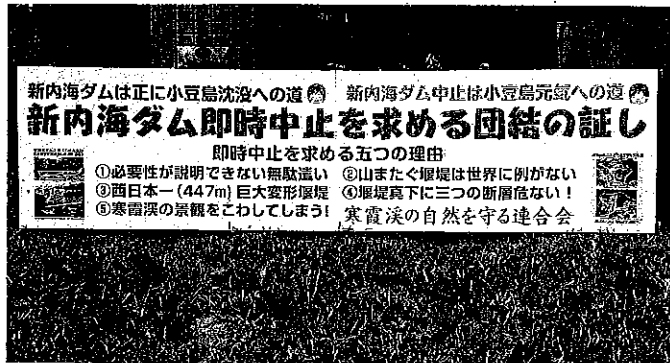 新内海ダムは正に小豆島沈没への道 新内海ダム中止は小豆島元気への道
新内海ダム即時中止を求める団結の証し
即時中止を求める五つの理由
①必要性が説明できない無駄遣い ②山またぐ堰堤は世界に例がない
③西日本一(447m)巨大変形堰堤 ④堰堤真下に三つの断層危ない!
⑤寒霞渓の景観をこわしてしまう! 寒霞渓の自然を守る連合会